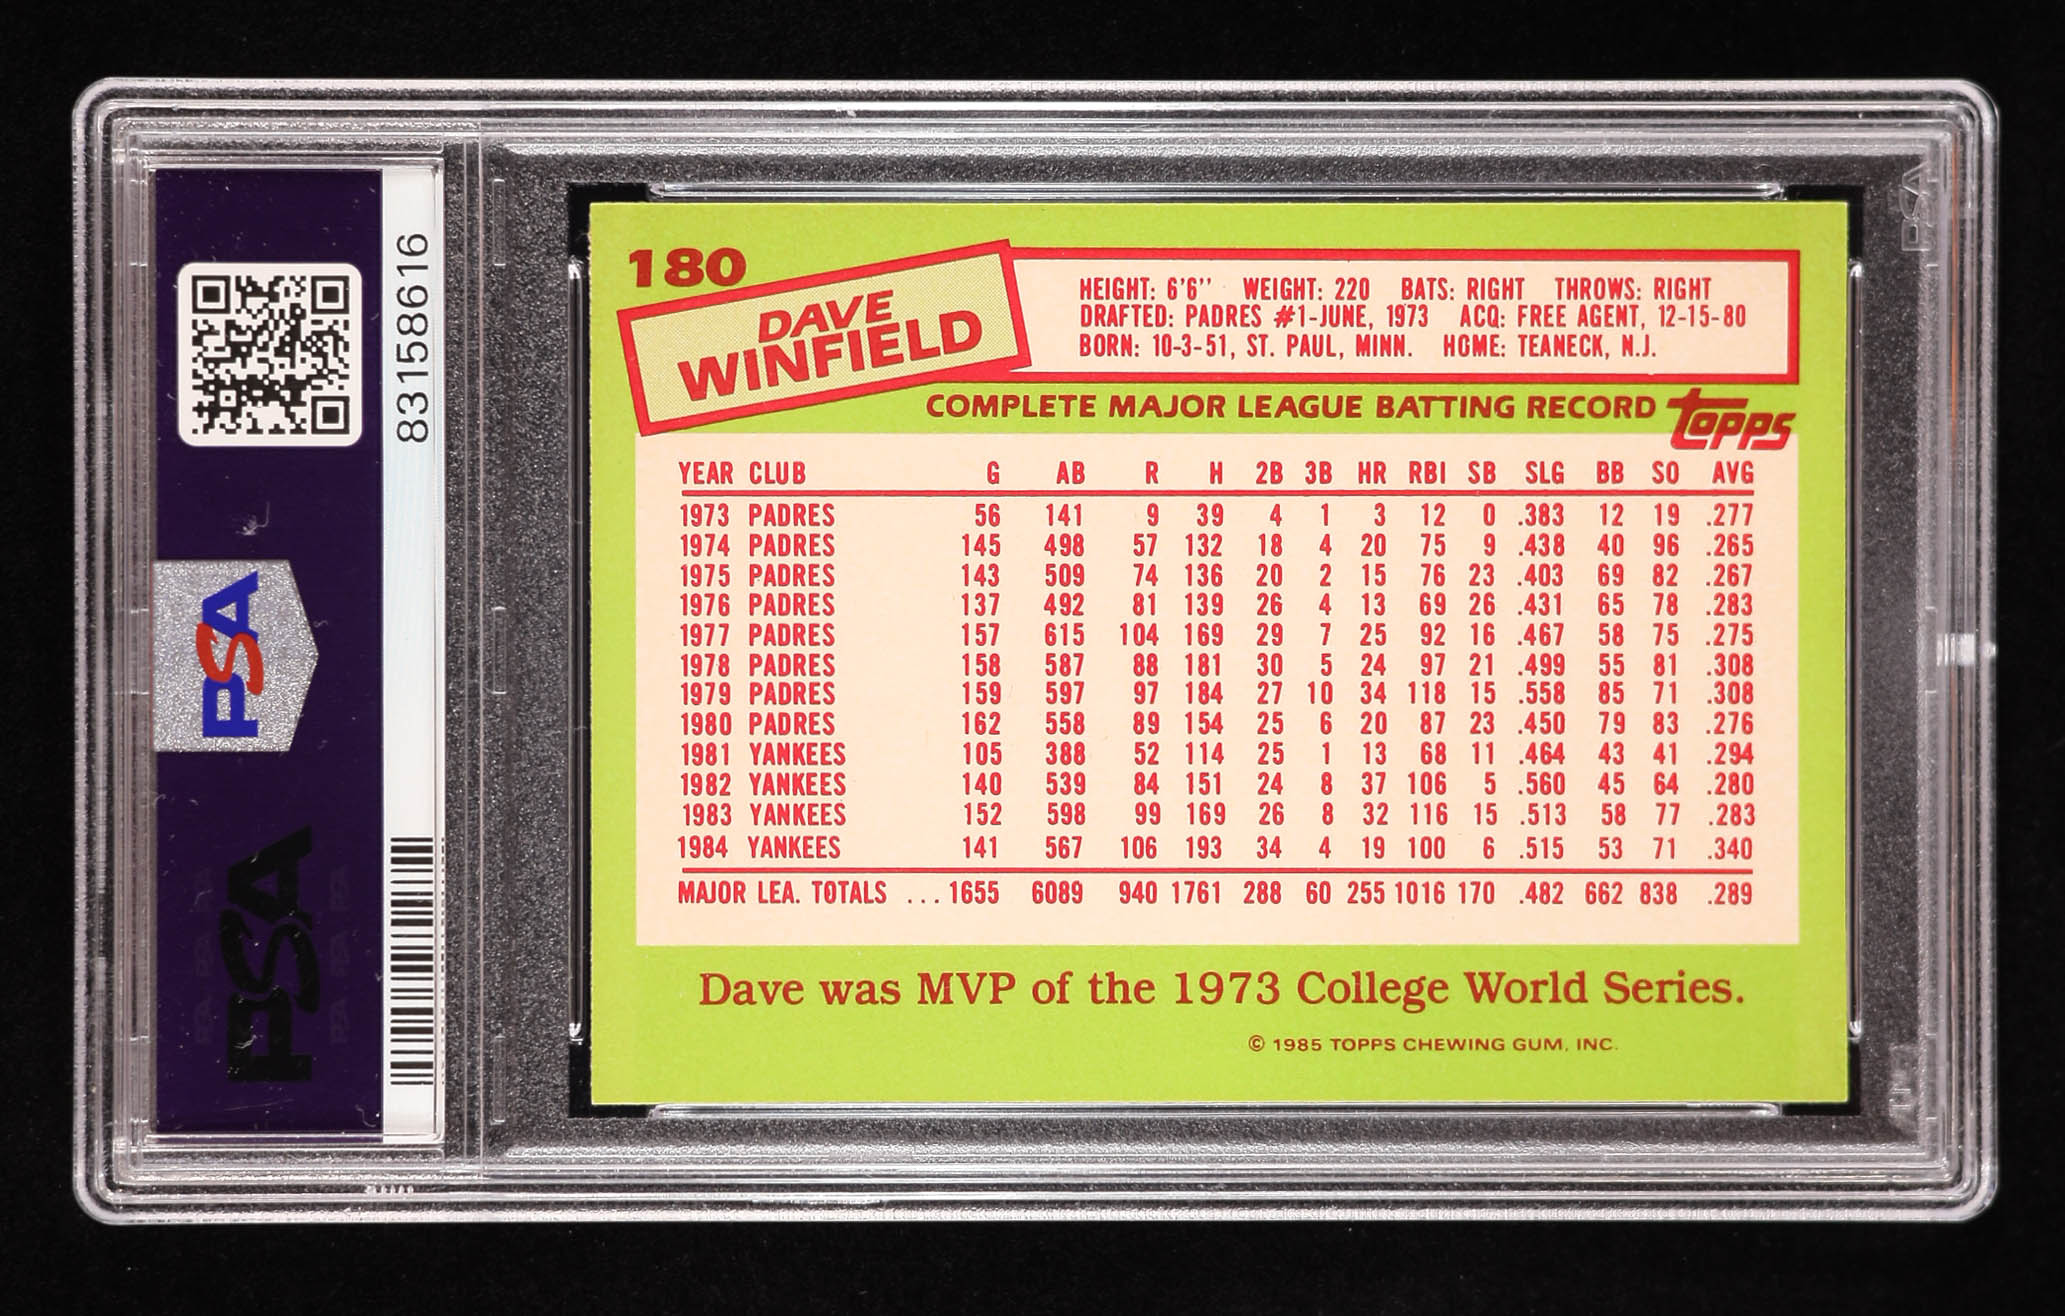 83158616
PSA
PSA
PSA
180
DAVE
WINFIELD
HEIGHT: 6'6'' WEIGHT: 220 BATS: RIGHT THROWS: RIGHT
DRAFTED: PADRES #1-JUNE, 1973 ACQ: FREE AGENT, 12-15-80
BORN: 10-3-51, ST. PAUL, MINN. HOME: TEANECK, N.J.
COMPLETE MAJOR LEAGUE BATTING RECORD topps
YEAR CLUB G AB R H 2B 3B HR RBI SB SLG BB SO AVG
1973 PADRES 56 141 9 39 4 1 3 12 0 .383 12 19 .277
1974 PADRES 145 498 57 132 18 4 20 75 9 .438 40 96 .265
1975 PADRES 143 509 74 136 20 2 15 76 23 .403 69 82 .267
1976 PADRES 137 492 81 139 26 4 13 69 26 .431 65 78 .283
1977 PADRES 157 615 104 169 29 7 25 92 16 .467 58 75 .275
1978 PADRES 158 587 88 181 30 5 24 97 21 .499 55 81 .308
1979 PADRES 159 597 97 184 27 10 34 118 15 .558 85 71 .308
1980 PADRES 162 558 89 154 25 6 20 87 23 .450 79 83 .276
1981 YANKEES 105 388 52 114 25 1 13 68 11 .464 43 41 .294
1982 YANKEES 140 539 84 151 24 8 37 106 5 .560 45 64 .280
1983 YANKEES 152 598 99 169 26 8 32 116 15 .513 58 77 .283
1984 YANKEES 141 567 106 193 34 4 19 100 6 .515 53 71 .340
MAJOR LEA. TOTALS ... 1655 6089 940 1761 288 60 255 1016 170 .482 662 838 .289
Dave was MVP of the 1973 College World Series.
© 1985 TOPPS CHEWING GUM, INC.